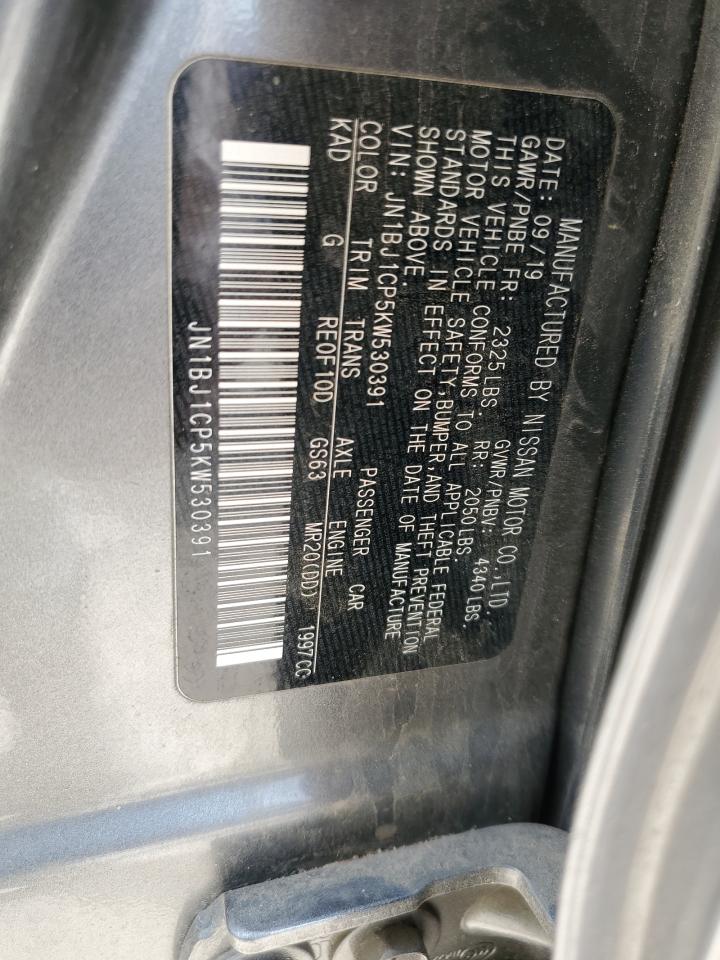 MANUFACTURED BY NISSAN MOTOR CO.,LTD
DATE: 09/19 GVWR/PNBV: 4340LBS.
GAWR/PNBE FR: 2325LBS, RR: 2050LBS.
THIS VEHICLE CONFORMS TO ALL APPLICABLE FEDERAL
MOTOR VEHICLE SAFETY,BUMPER,AND THEFT PREVENTION
STANDARDS IN EFFECT ON THE DATE OF MANUFACTURE
SHOWN ABOVE.
VIN: JN1BJ1CP5KW530391 PASSENGER CAR
COLOR TRIM TRANS AXLE ENGINE
KAD G RE0F10D GS63 MR20(DD) 1997CC
JN1BJ1CP5KW530391